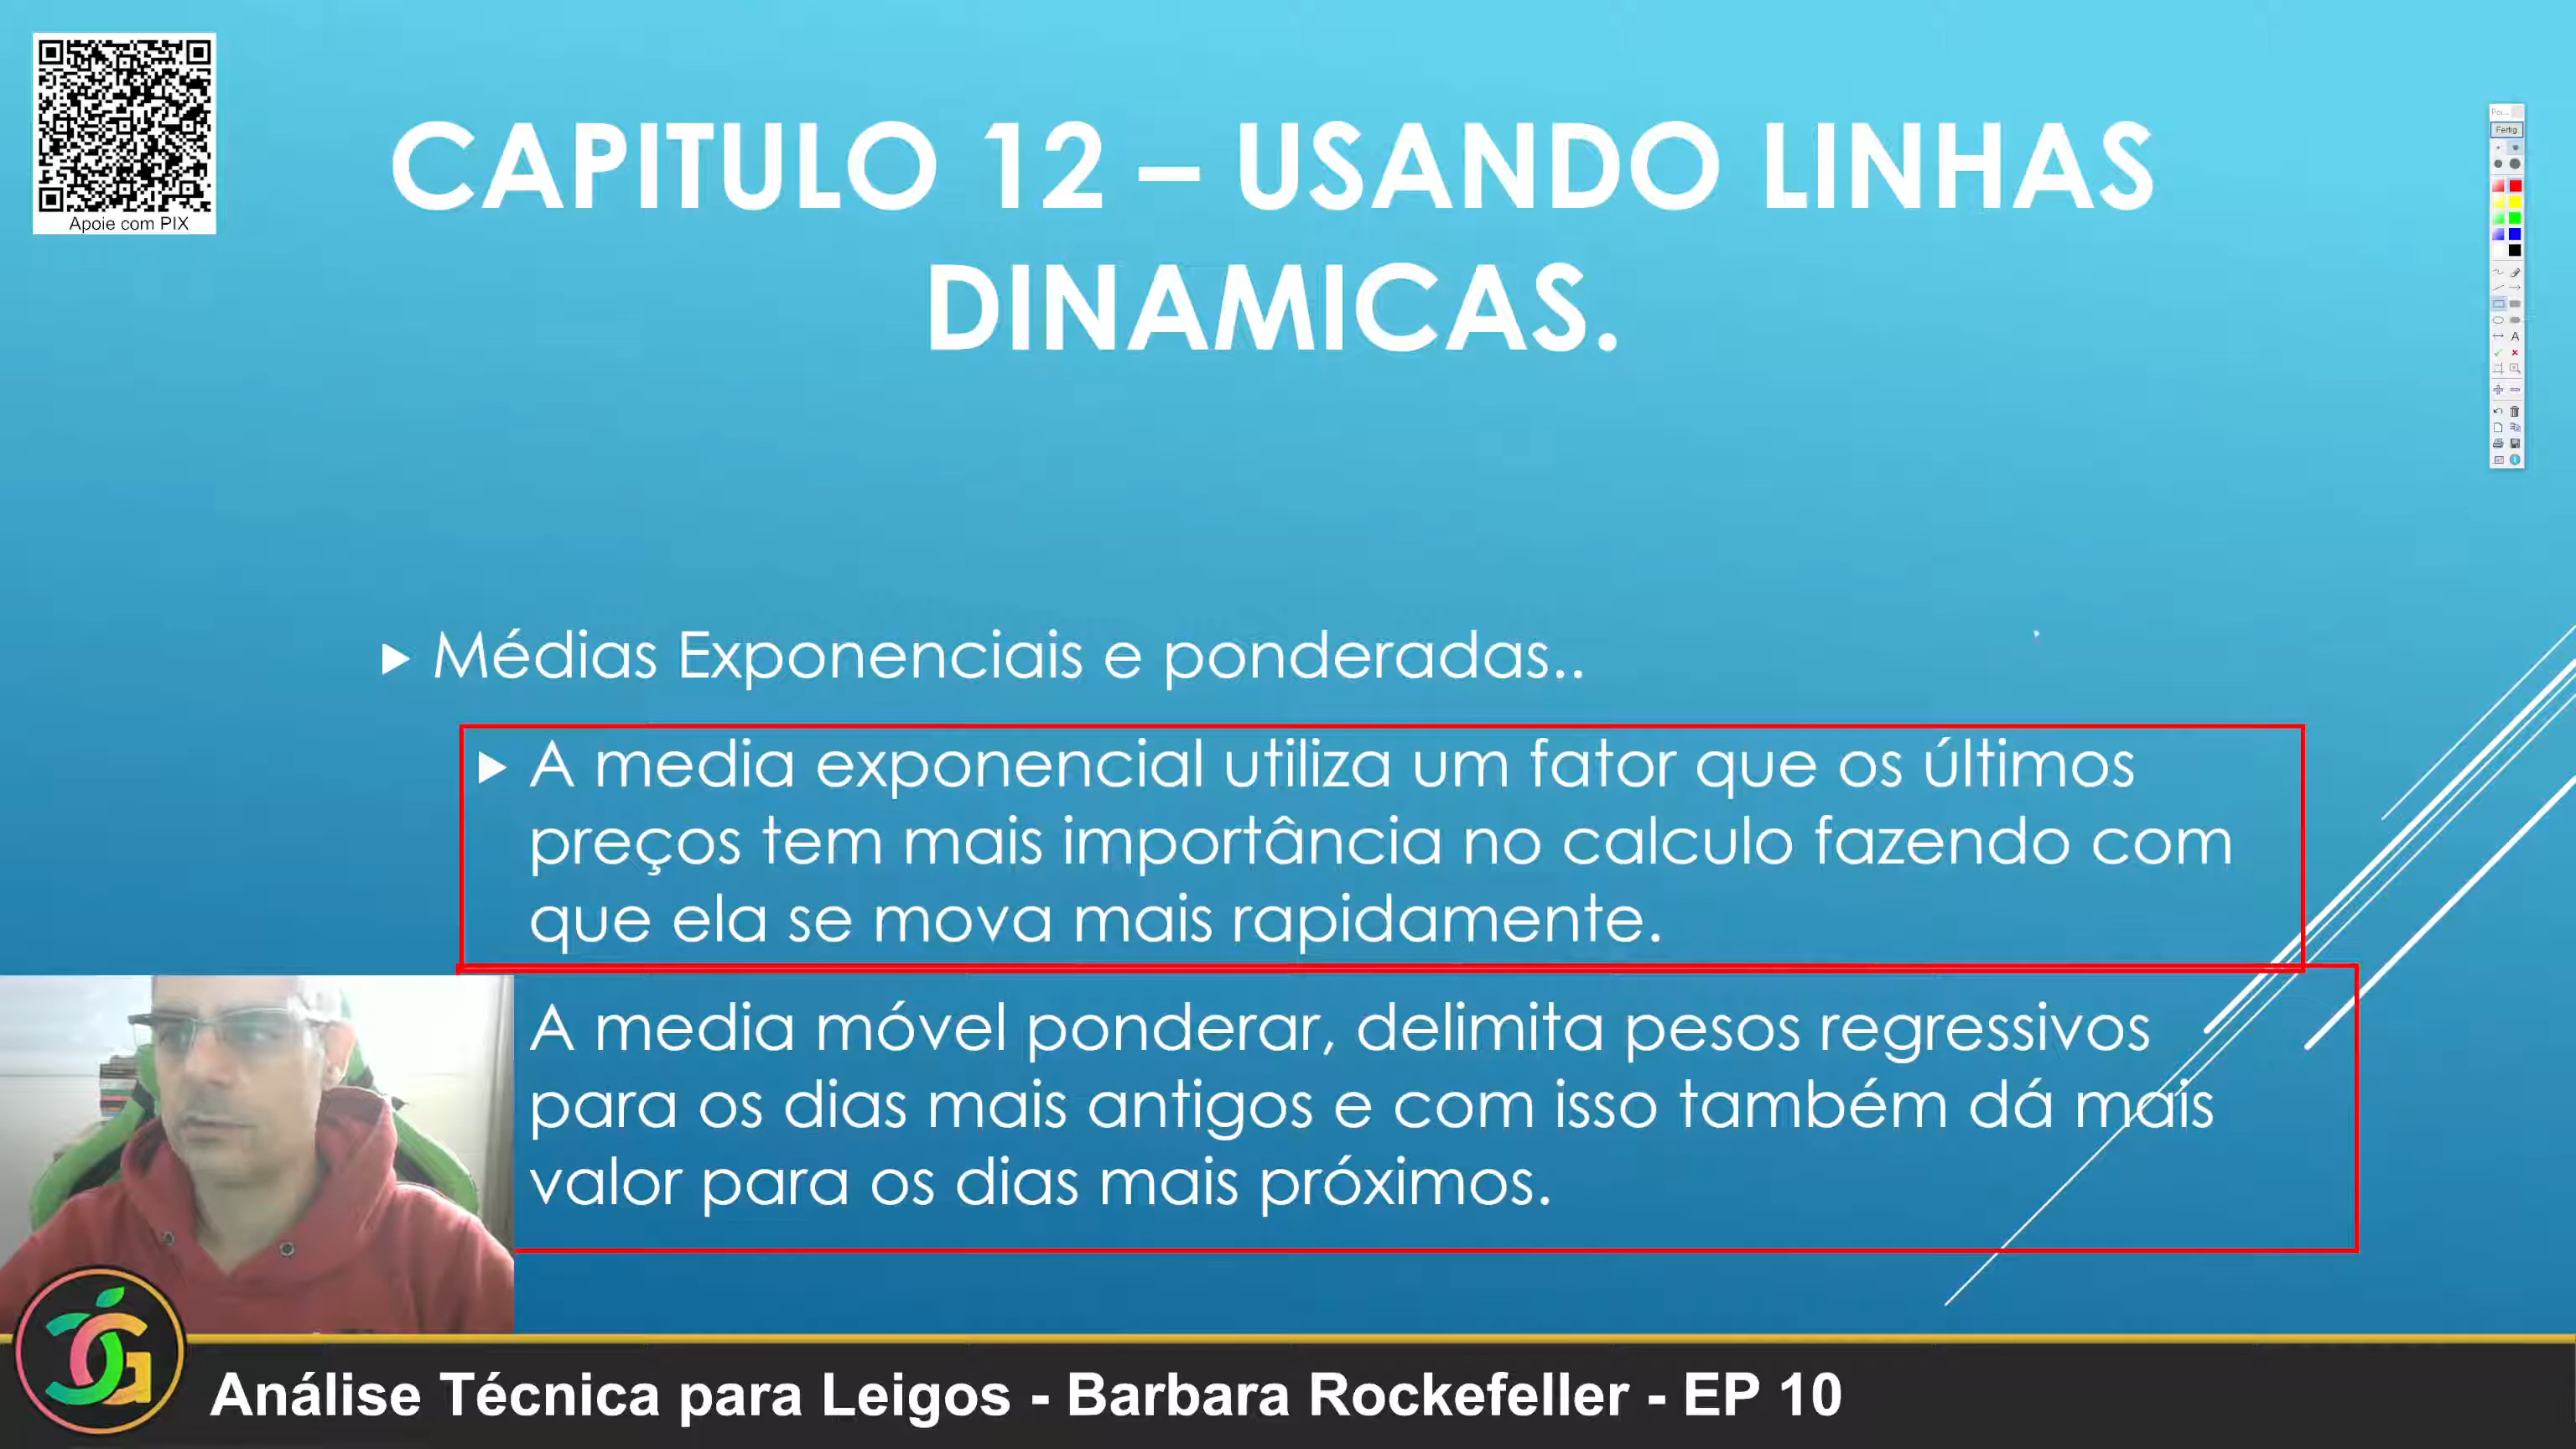 Apoie com PIX
CAPITULO 12 – USANDO LINHAS
DINAMICAS.
Fertig
Médias Exponenciais e ponderadas..
A media exponencial utiliza um fator que os últimos
preços tem mais importância no calculo fazendo com
que ela se mova mais rapidamente.
A media móvel ponderar, delimita pesos regressivos
para os dias mais antigos e com isso também dá mais
valor para os dias mais próximos.
Análise Técnica para Leigos - Barbara Rockefeller - EP 10